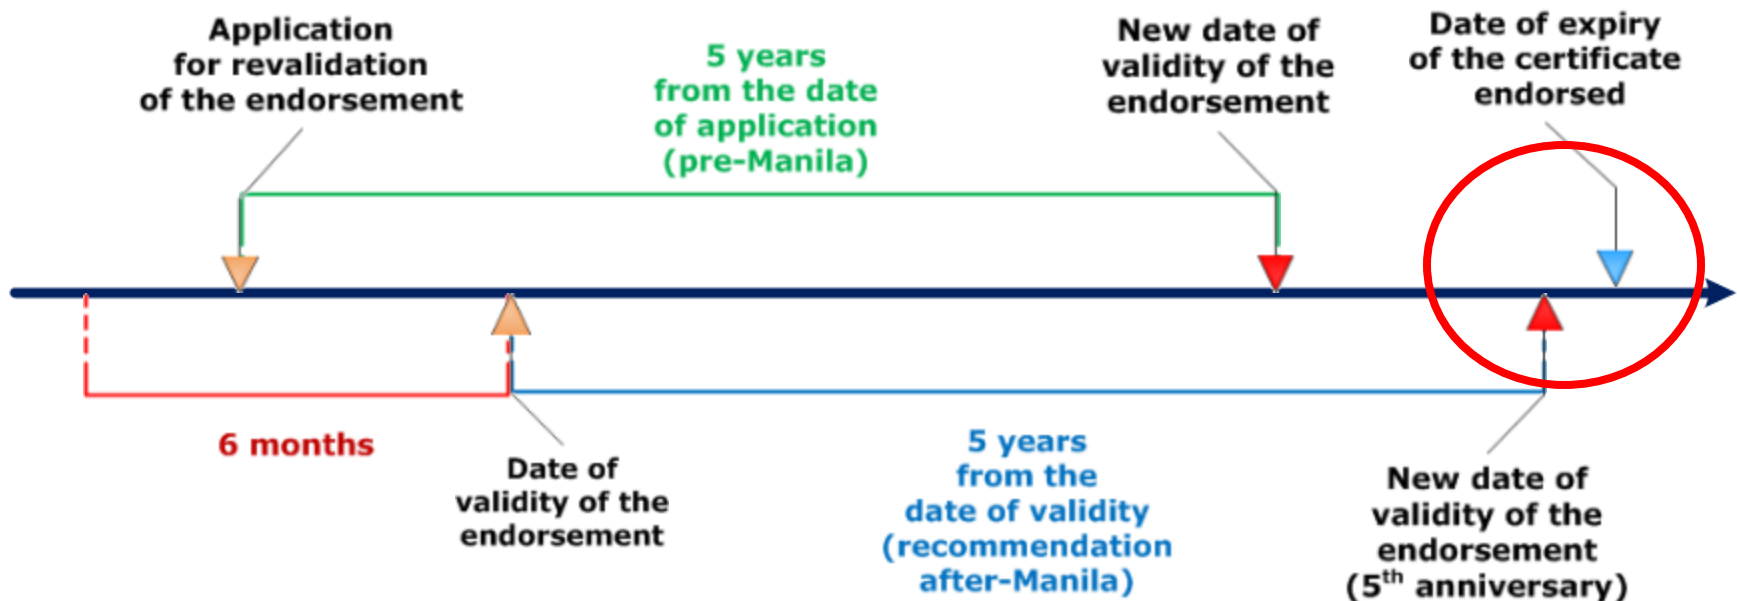 Application
for revalidation
of the endorsement
5 years
from the date
of application
(pre-Manila)
New date of
validity of the
endorsement
Date of expiry
of the certificate
endorsed
6 months
Date of
validity of the
endorsement
5 years
from the
date of validity
(recommendation
after-Manila)
New date of
validity of the
endorsement
(5th anniversary)